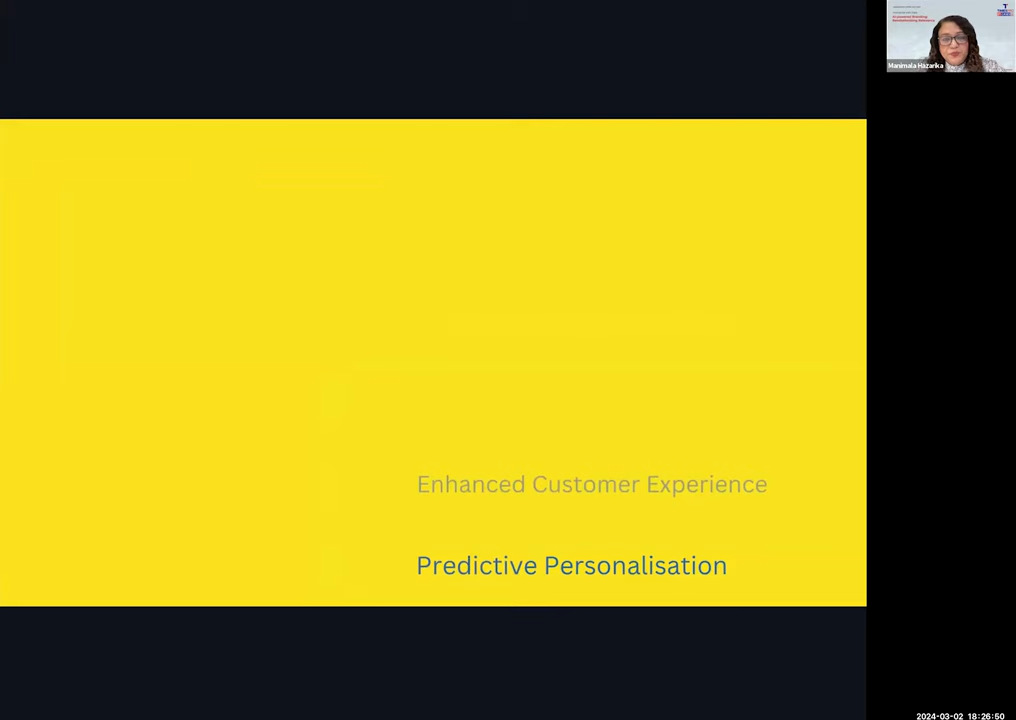 Enhanced Customer Experience
Predictive Personalisation
Manimala Hazarika
2024-03-02 18:26:50